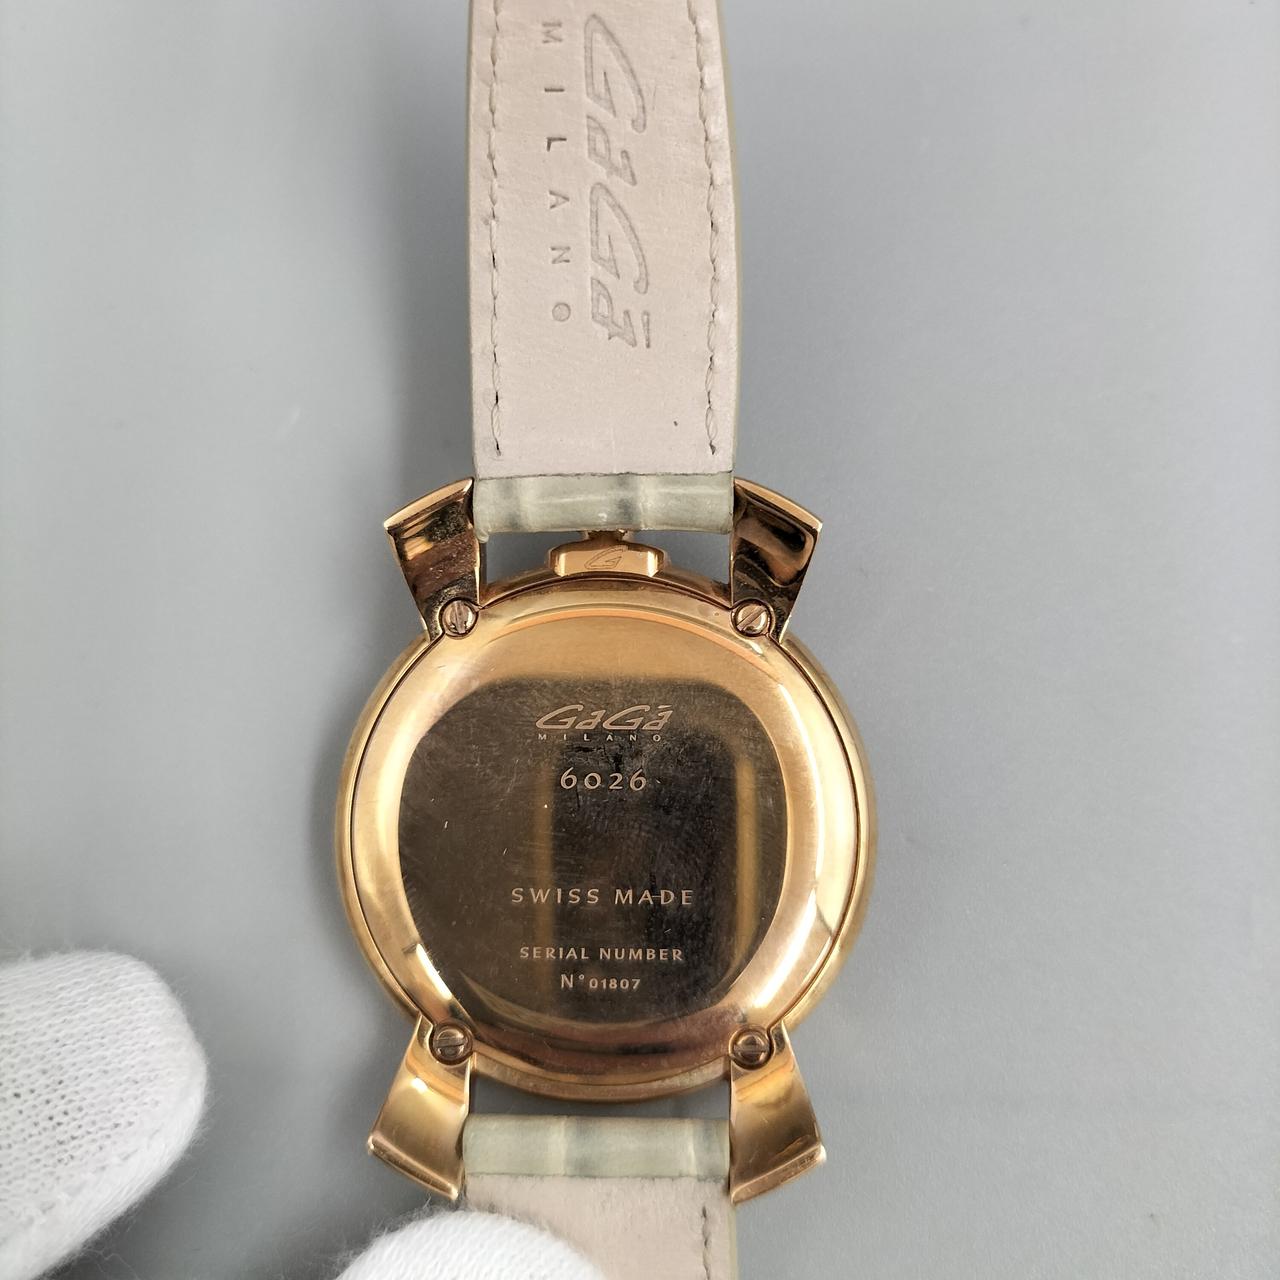 GaGà
MILANO
G
GaGà
MILANO
6026
SWISS MADE
SERIAL NUMBER
N° 01807